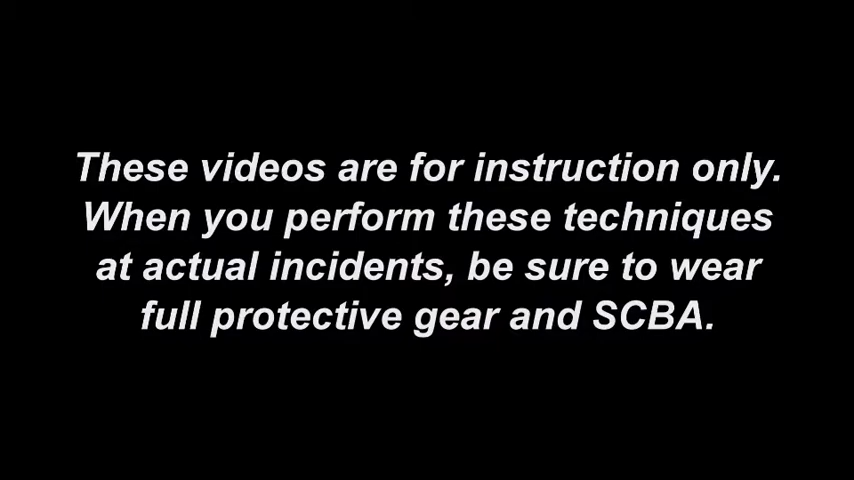 These videos are for instruction only.
When you perform these techniques
at actual incidents, be sure to wear
full protective gear and SCBA.